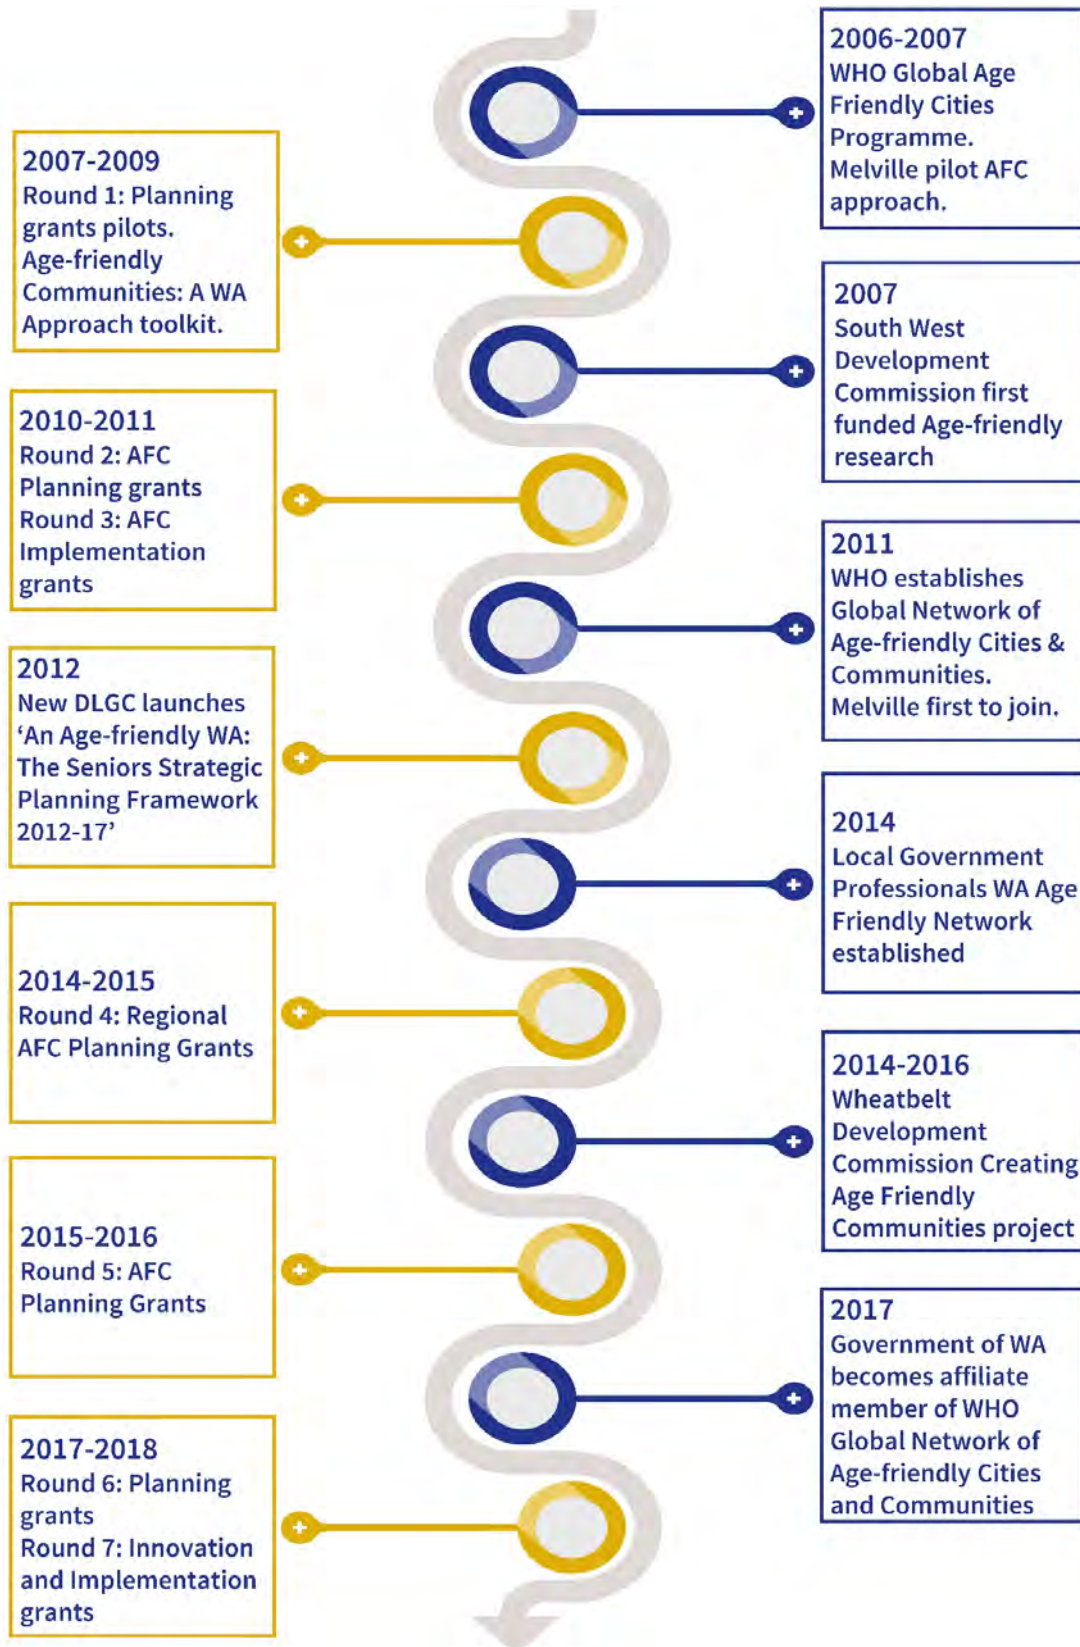 2006-2007
WHO Global Age
Friendly Cities
Programme.
Melville pilot AFC
approach.
2007-2009
Round 1: Planning
grants pilots.
Age-friendly
Communities: A WA
Approach toolkit.
2007
South West
Development
Commission first
funded Age-friendly
research
2010-2011
Round 2: AFC
Planning grants
Round 3: AFC
Implementation
grants
2011
WHO establishes
Global Network of
Age-friendly Cities &
Communities.
Melville first to join.
2012
New DLGC launches
‘An Age-friendly WA:
The Seniors Strategic
Planning Framework
2012-17’
2014
Local Government
Professionals WA Age
Friendly Network
established
2014-2015
Round 4: Regional
AFC Planning Grants
2014-2016
Wheatbelt
Development
Commission Creating
Age Friendly
Communities project
2015-2016
Round 5: AFC
Planning Grants
2017
Government of WA
becomes affiliate
member of WHO
Global Network of
Age-friendly Cities
and Communities
2017-2018
Round 6: Planning
grants
Round 7: Innovation
and Implementation
grants